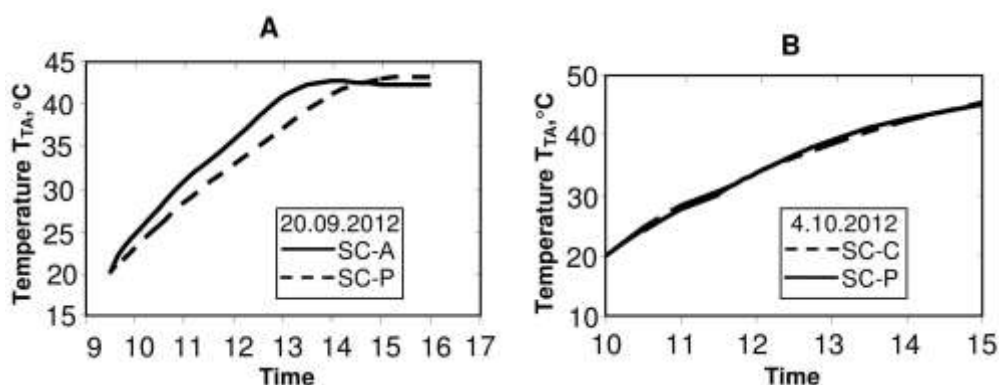 A
Temperature T_TA,°C
45
40
35
30
25
20
15
20.09.2012
SC-A
SC-P
9 10 11 12 13 14 15 16 17
Time
B
Temperature T_TA,°C
50
40
30
20
10
4.10.2012
SC-C
SC-P
10 11 12 13 14 15
Time